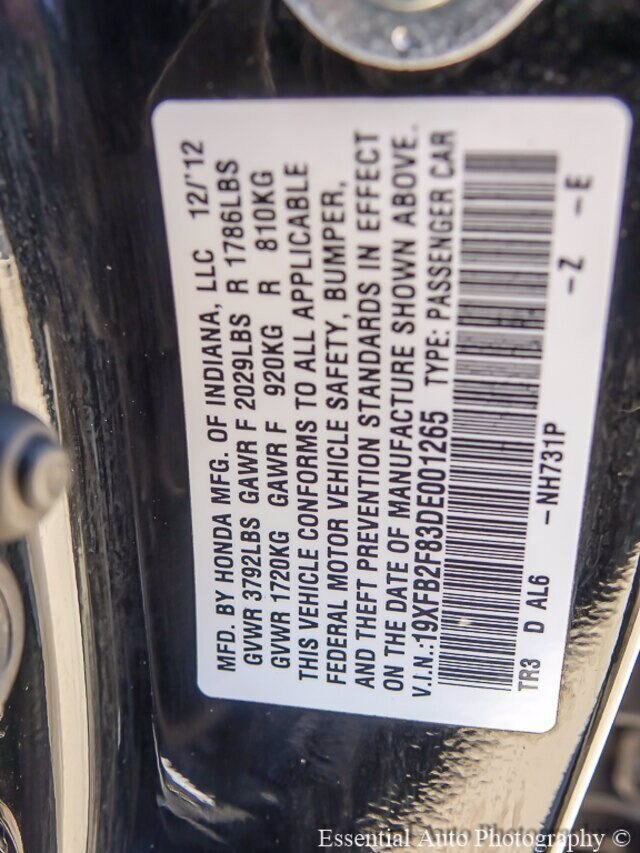 MFD. BY HONDA MFG. OF INDIANA, LLC 12/'12
GVWR 3792LBS GAWR F 2029LBS R 1786LBS
GVWR 1720KG GAWR F 920KG R 810KG
THIS VEHICLE CONFORMS TO ALL APPLICABLE
FEDERAL MOTOR VEHICLE SAFETY, BUMPER,
AND THEFT PREVENTION STANDARDS IN EFFECT
ON THE DATE OF MANUFACTURE SHOWN ABOVE.
V.I.N.:19XFB2F83DE001265 TYPE: PASSENGER CAR
TR3 D AL6 -NH731P -Z -E
Essential Auto Photography ©